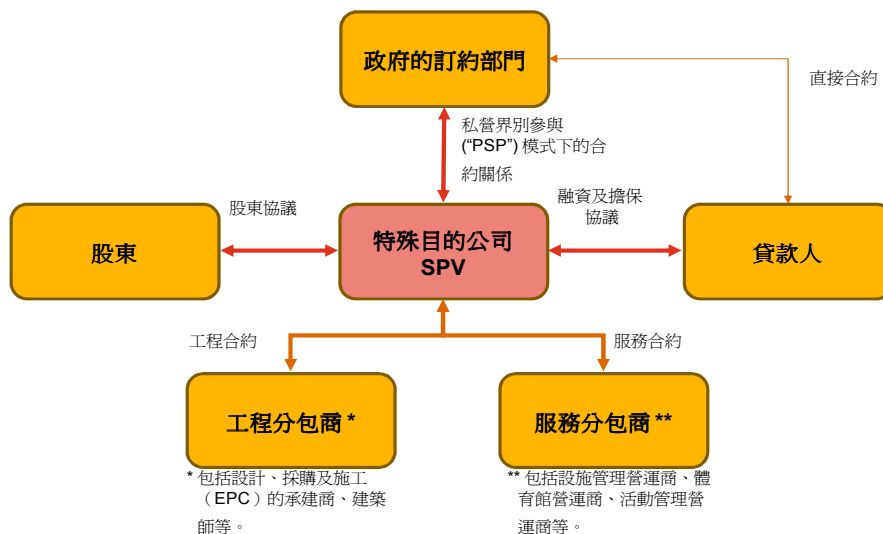 政府的訂約部門
直接合約
私營界別參與
(“PSP”) 模式下的合
約關係
股東協議
融資及擔保
協議
股東
特殊目的公司
SPV
貸款人
工程合約
服務合約
工程分包商 *
服務分包商 **
* 包括設計、採購及施工
（EPC）的承建商、建築
師等。
** 包括設施管理營運商、體
育館營運商、活動管理營
運商等。